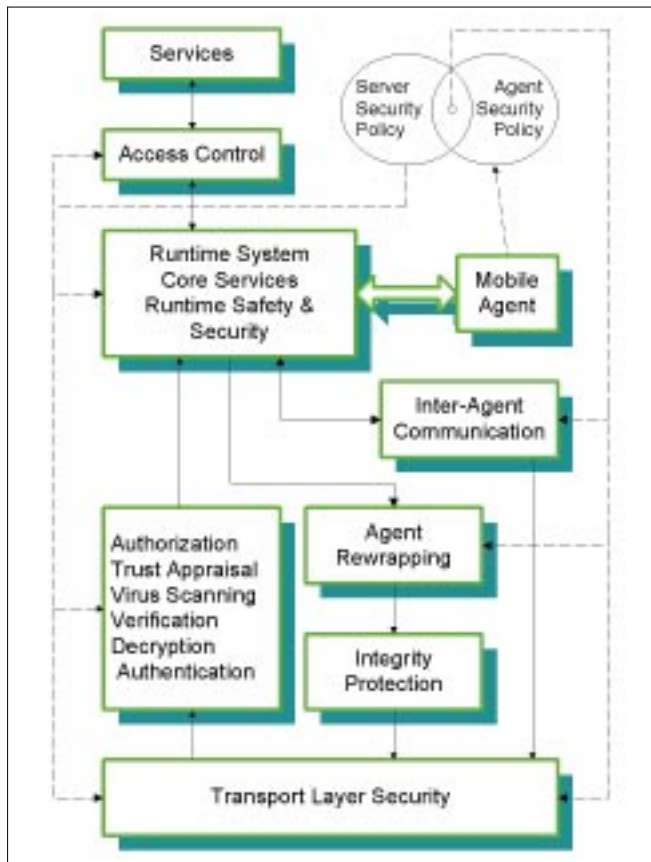 Services
Server
Security
Policy
Agent
Security
Policy
Access Control
Runtime System
Core Services
Runtime Safety &
Security
Mobile
Agent
Inter-Agent
Communication
Authorization
Trust Appraisal
Virus Scanning
Verification
Decryption
Authentication
Agent
Rewrapping
Integrity
Protection
Transport Layer Security